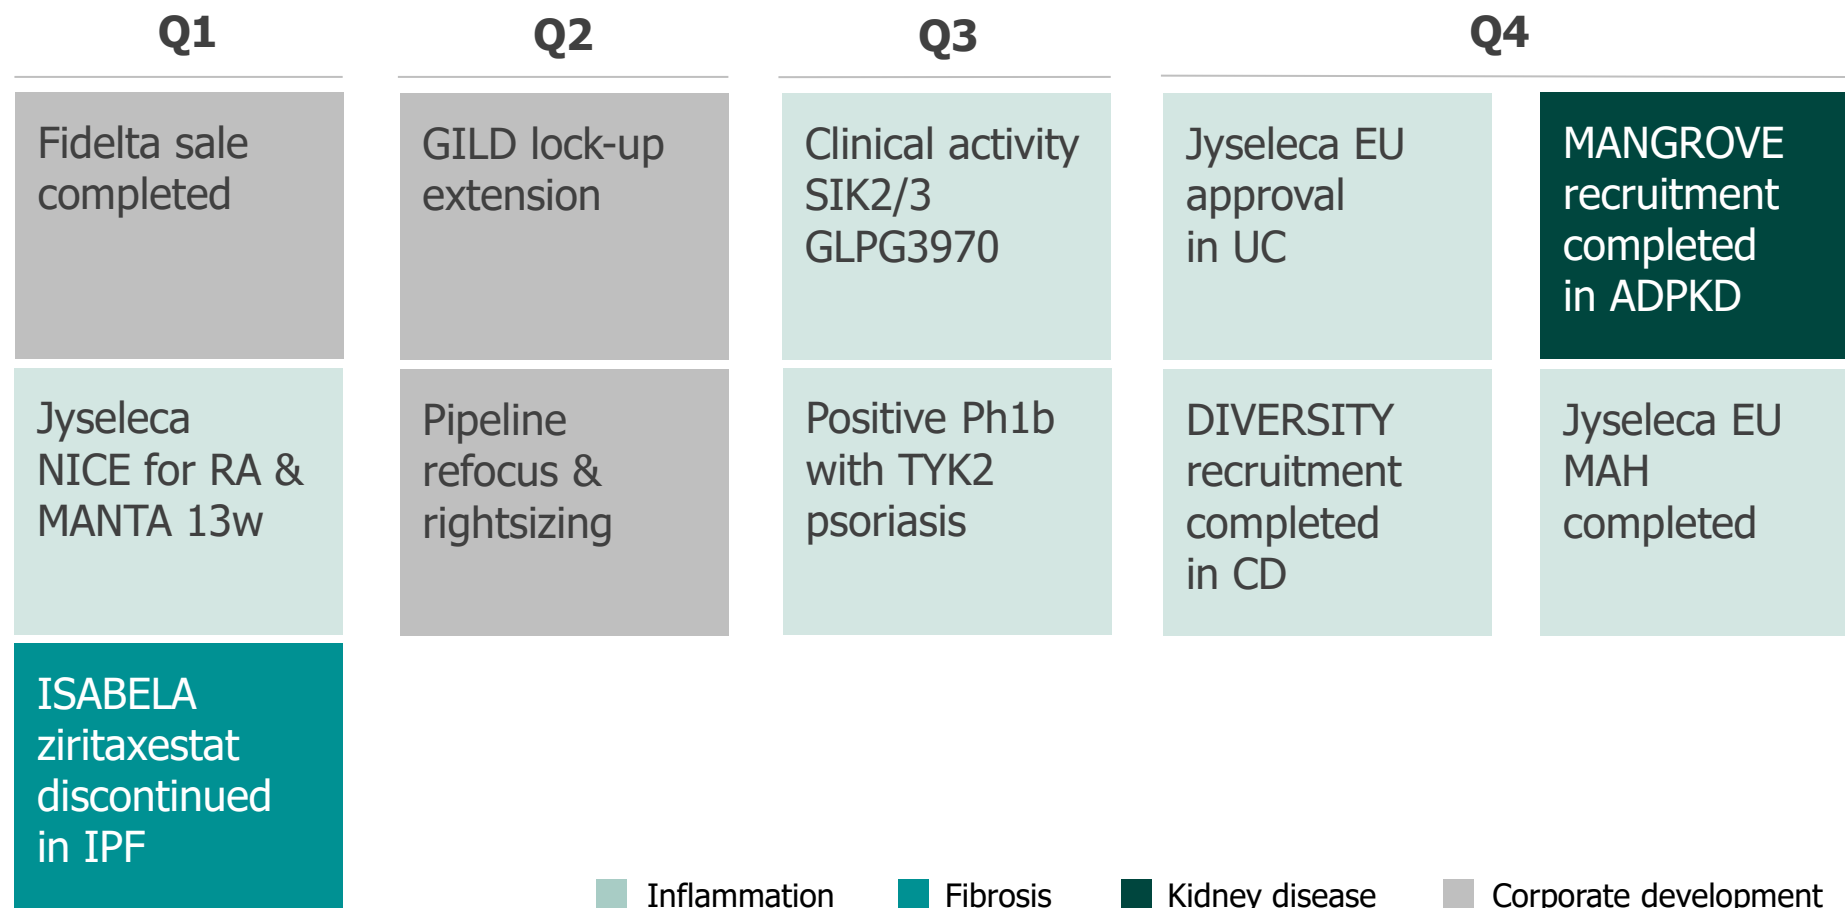 Q1
Q2
Q3
Q4
Fidelta sale
completed
GILD lock-up
extension
Clinical activity
SIK2/3
GLPG3970
Jyseleca EU
approval
in UC
MANGROVE
recruitment
completed
in ADPKD
Jyseleca
NICE for RA &
MANTA 13w
Pipeline
refocus &
rightsizing
Positive Ph1b
with TYK2
psoriasis
DIVERSITY
recruitment
completed
in CD
Jyseleca EU
MAH
completed
ISABELA
ziritaxestat
discontinued
in IPF
Inflammation
Fibrosis
Kidney disease
Corporate development